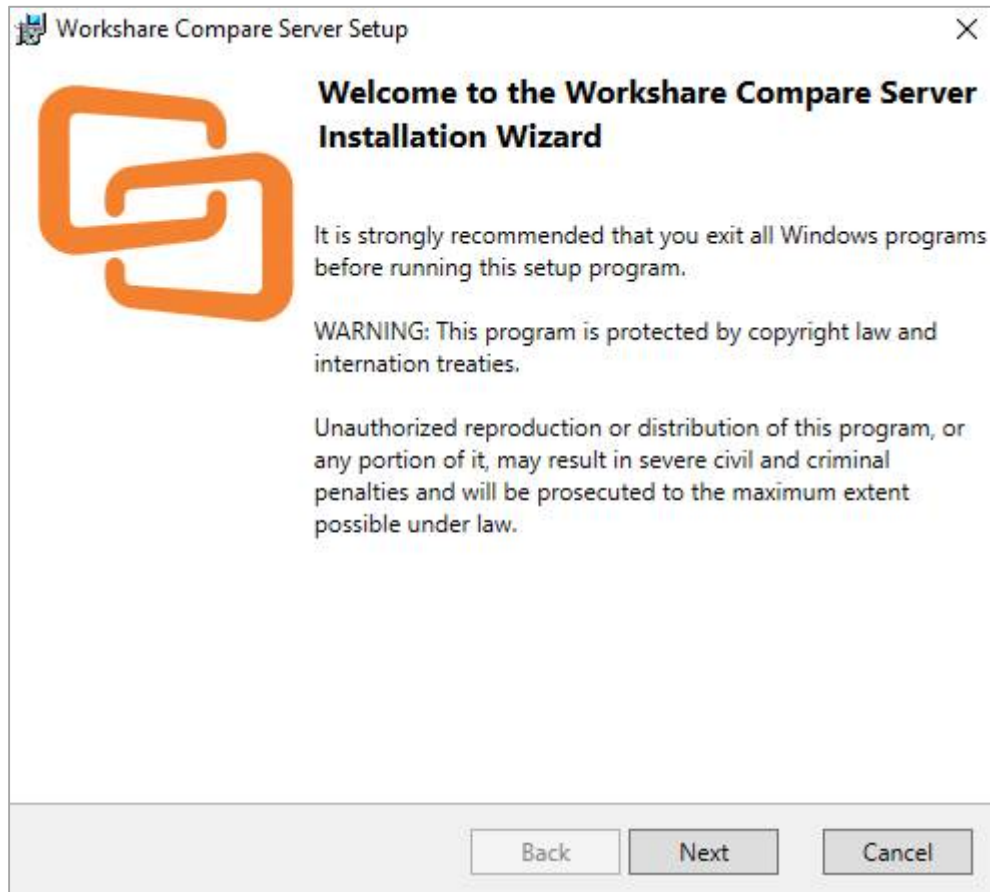 Workshare Compare Server Setup
Welcome to the Workshare Compare Server
Installation Wizard
It is strongly recommended that you exit all Windows programs
before running this setup program.
WARNING: This program is protected by copyright law and
internation treaties.
Unauthorized reproduction or distribution of this program, or
any portion of it, may result in severe civil and criminal
penalties and will be prosecuted to the maximum extent
possible under law.
Back Next Cancel